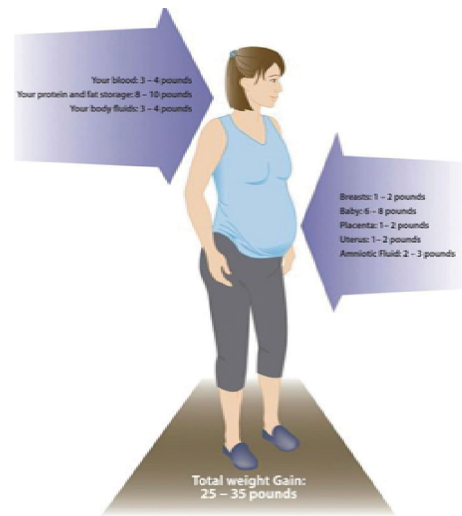 Your blood: 3 – 4 pounds
Your protein and fat storage: 8 – 10 pounds
Your body fluids: 3 – 4 pounds
Breasts: 1 – 2 pounds
Baby: 6 – 8 pounds
Placenta: 1– 2 pounds
Uterus: 1– 2 pounds
Amniotic Fluid: 2 – 3 pounds
Total weight Gain:
25 – 35 pounds